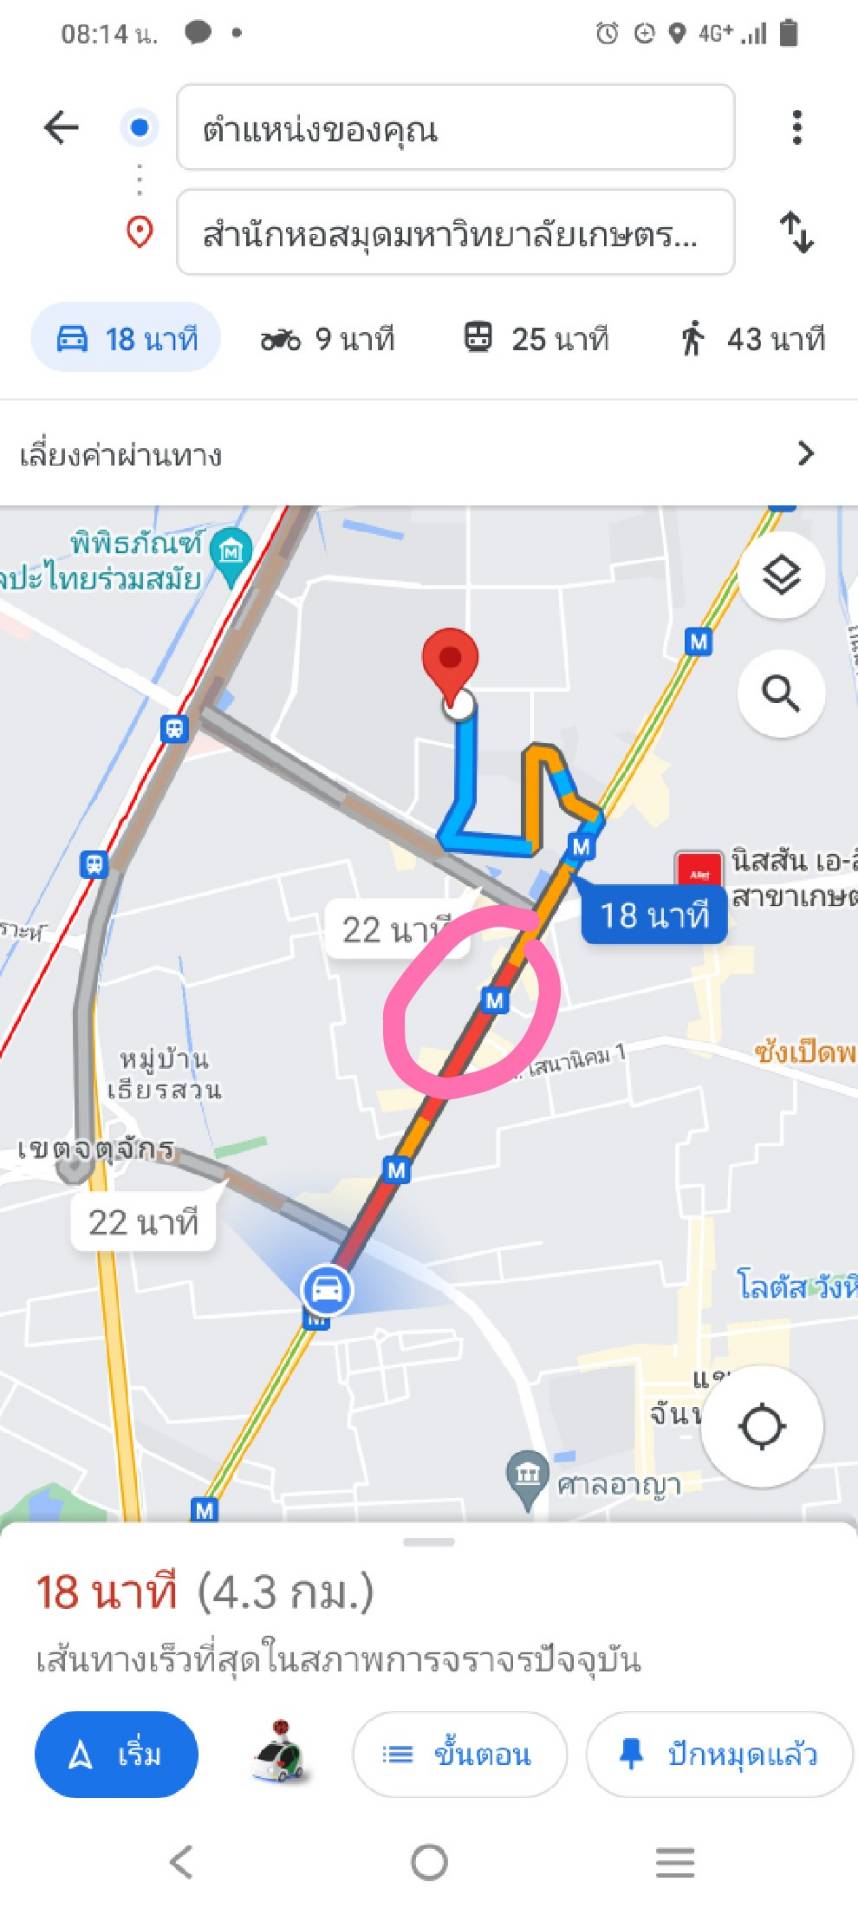 08:14 น.
4G+
ตำแหน่งของคุณ
สำนักหอสมุดมหาวิทยาลัยเกษตร...
18 นาที
9 นาที
25 นาที
43 นาที
เลี่ยงค่าผ่านทาง
พิพิธภัณฑ์
ลปะไทยร่วมสมัย
M
M
นิสสัน เอ-
สาขาเกษต
18 นาที
22 นาที
M
ซ้งเป็ดพ
เสนานิคม 1
หมู่บ้าน
เธียรสวน
เขตจตุจักร
M
22 นาที
โลตัส วังหิ
M
แข
จันท
ศาลอาญา
M
18 นาที (4.3 กม.)
เส้นทางเร็วที่สุดในสภาพการจราจรปัจจุบัน
เริ่ม
ขั้นตอน
ปักหมุดแล้ว